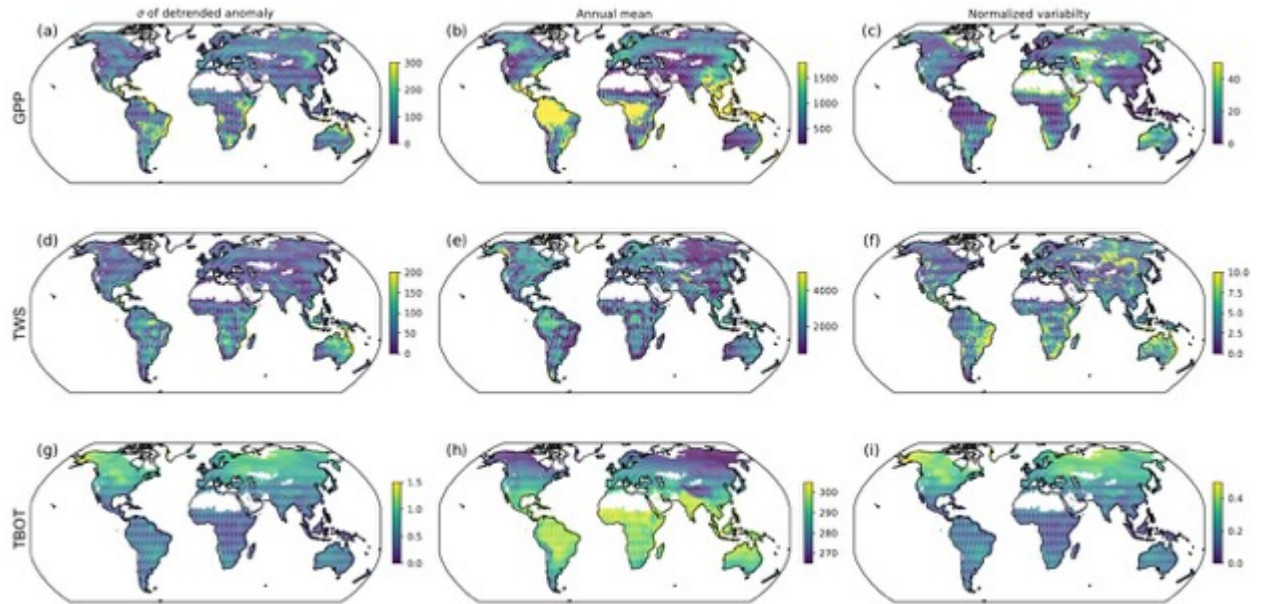 σ of detrended anomaly
Annual mean
Normalized variabilty
(a)
(b)
(c)
GPP
300
200
100
0
1500
1000
500
40
20
0
(d)
(e)
(f)
TWS
200
150
100
50
0
4000
2000
10.0
7.5
5.0
2.5
0.0
(g)
(h)
(i)
TBOT
1.5
1.0
0.5
0.0
300
290
280
270
0.4
0.2
0.0